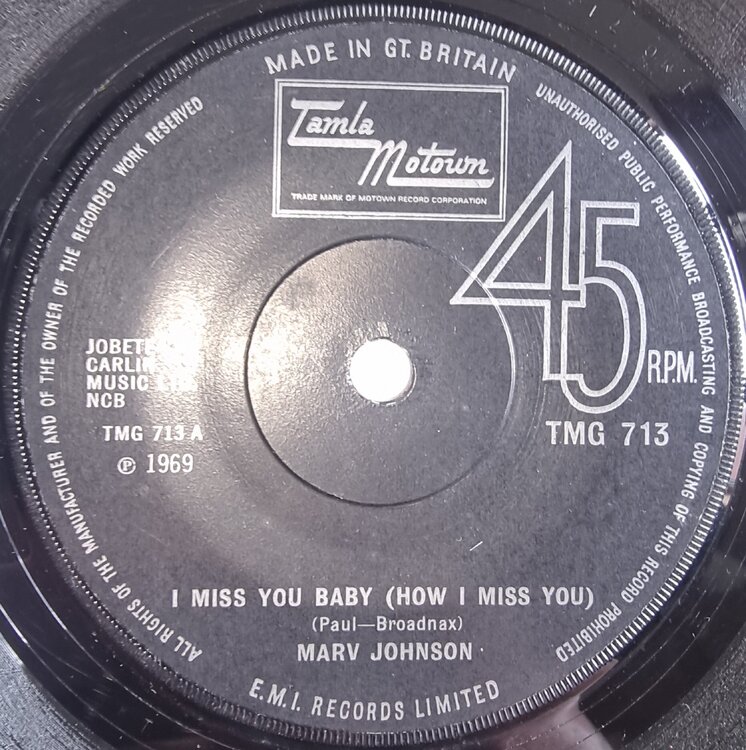 MADE IN GT. BRITAIN
Tamla
Motown
TRADE MARK OF MOTOWN RECORD CORPORATION
45
R.P.M.
TMG 713
CARLIN
MUSIC
NCB
TMG 713 A
℗ 1969
I MISS YOU BABY (HOW I MISS YOU)
(Paul—Broadnax)
MARV JOHNSON
E.M.I. RECORDS LIMITED
ALL RIGHTS OF THE MANUFACTURER AND OF THE OWNER OF THE RECORDED WORK RESERVED
UNAUTHORISED PUBLIC PERFORMANCE BROADCASTING AND COPYING OF THIS RECORD PROHIBITED